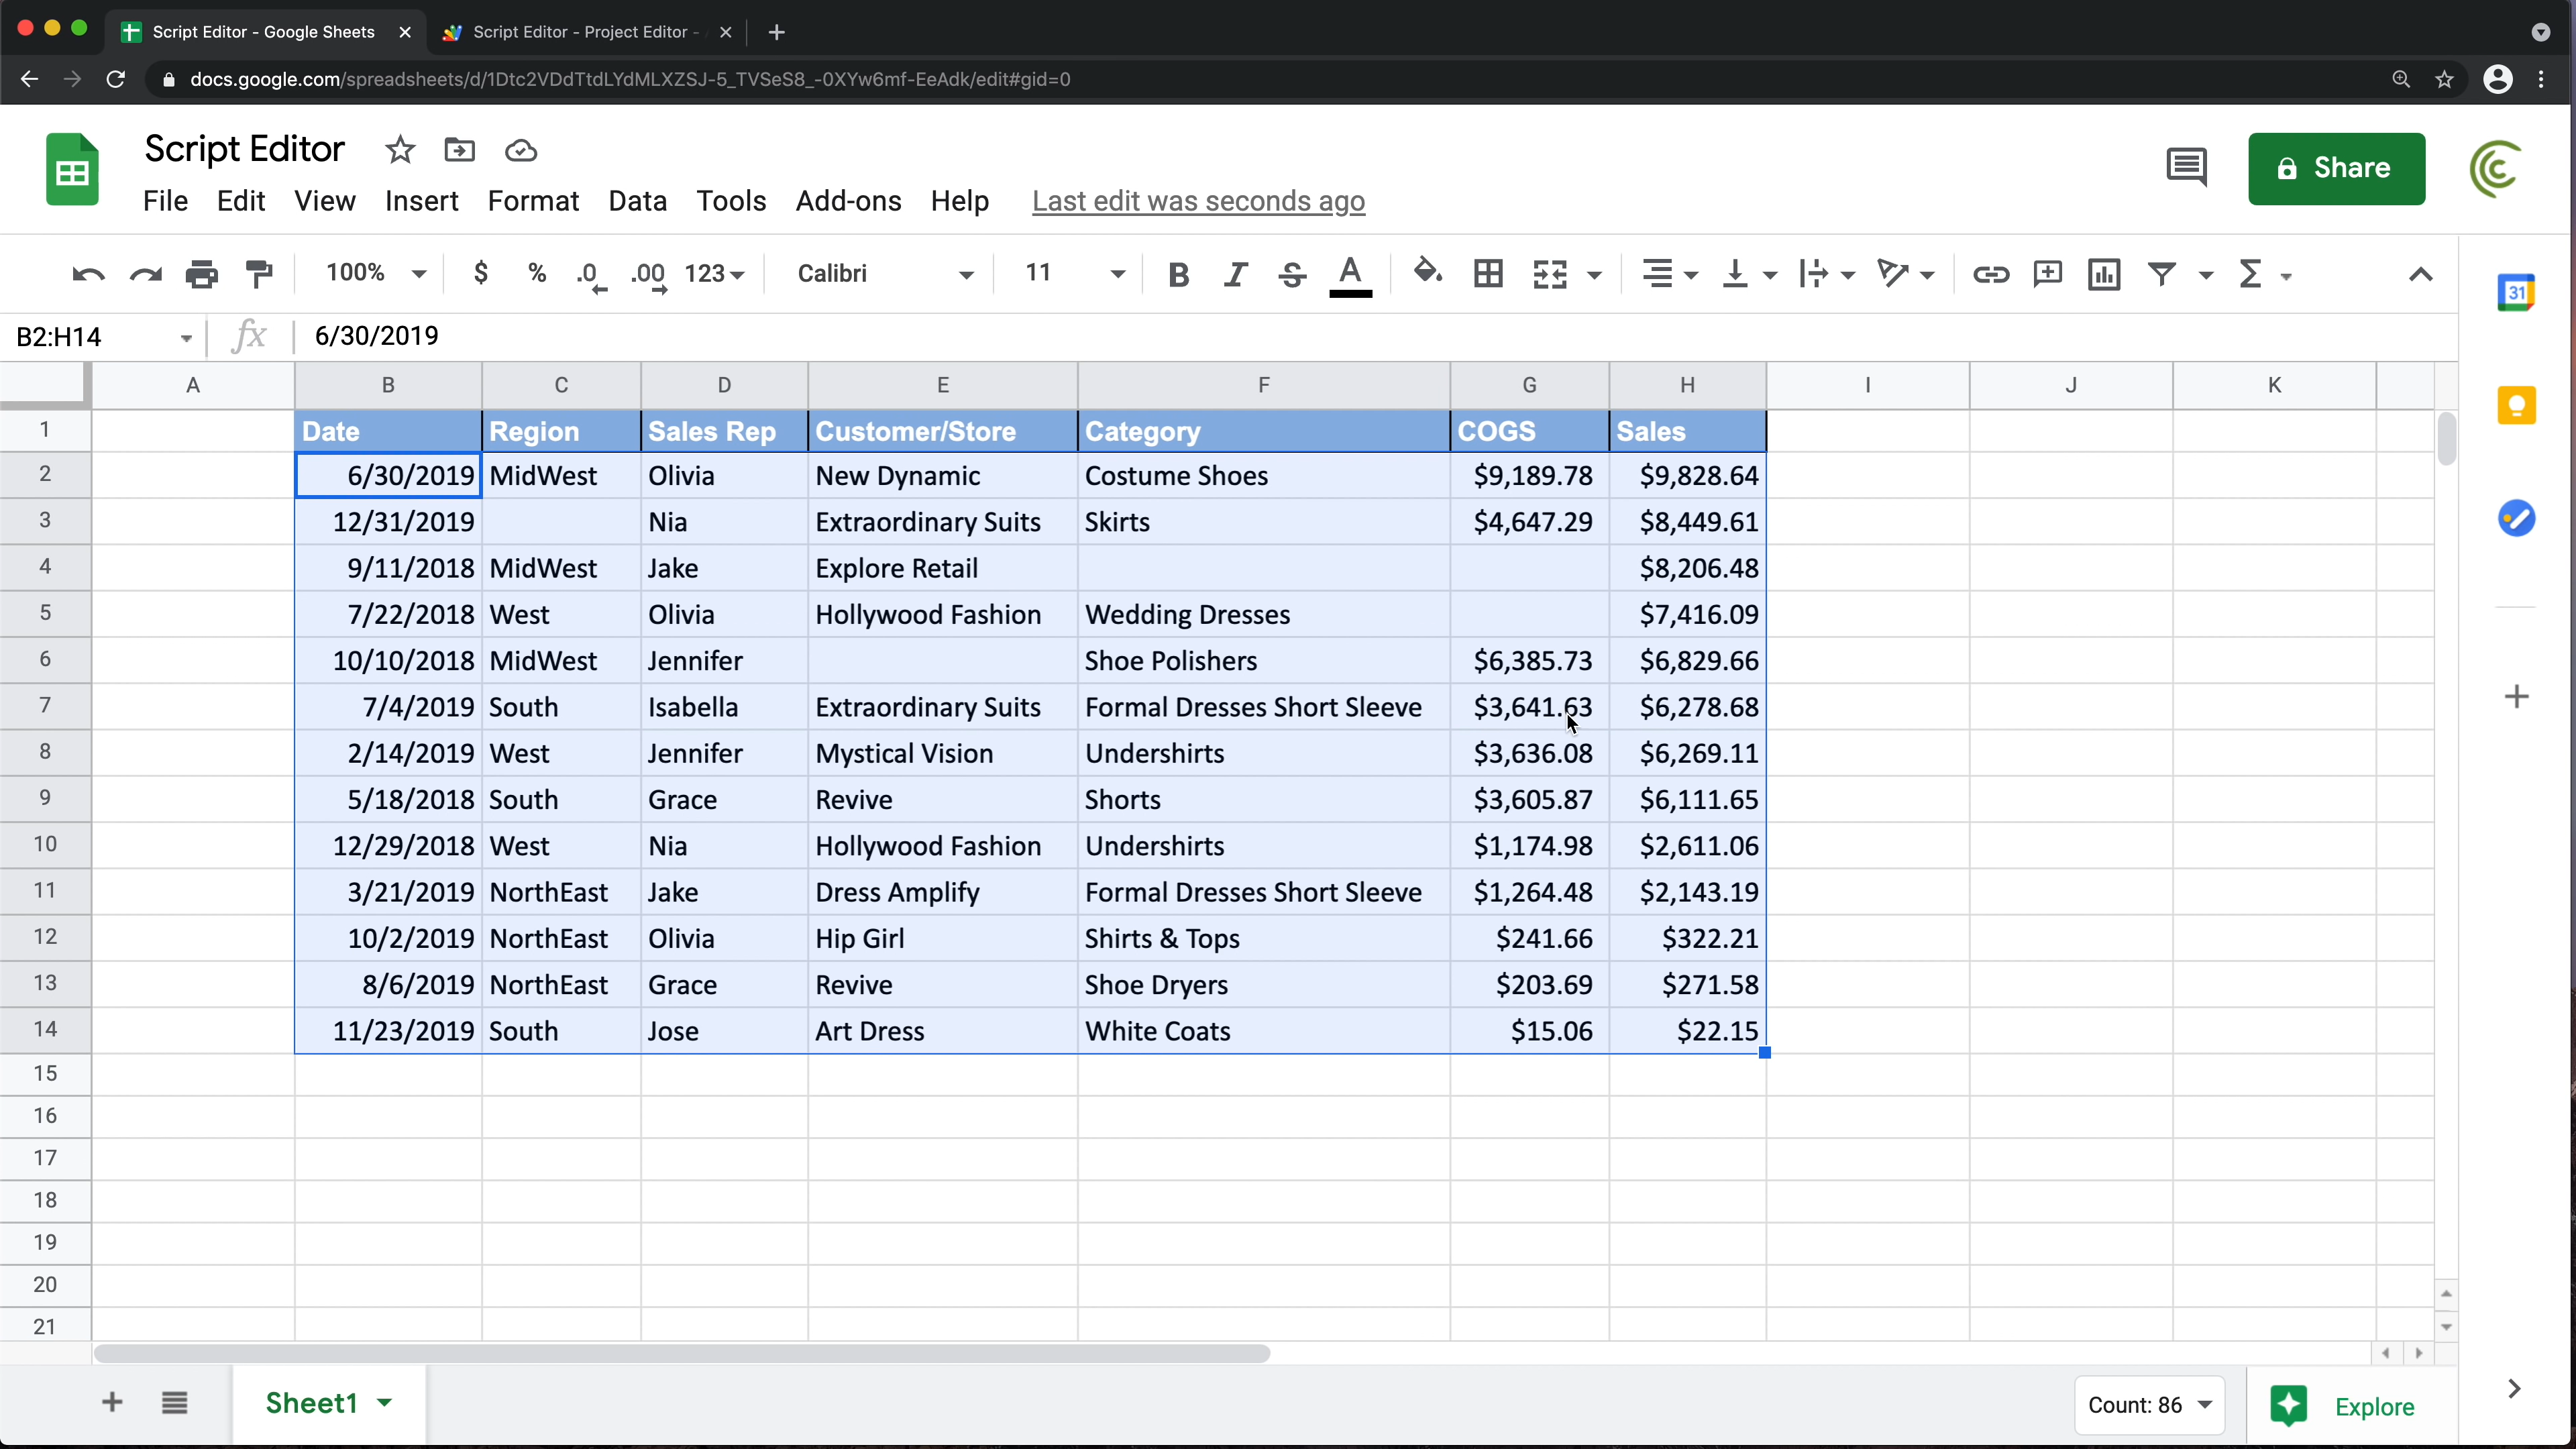 Script Editor - Google Sheets
Script Editor - Project Editor -
docs.google.com/spreadsheets/d/1Dtc2VDdTtdLYdMLXZSJ-5_TVSeS8_-0XYw6mf-EeAdk/edit#gid=0
Script Editor
File Edit View Insert Format Data Tools Add-ons Help Last edit was seconds ago
Share
100% $ % .0 .00 123 Calibri 11 B I S A
31
B2:H14 fx 6/30/2019
A B C D E F G H I J K
1 Date Region Sales Rep Customer/Store Category COGS Sales
2 6/30/2019 MidWest Olivia New Dynamic Costume Shoes $9,189.78 $9,828.64
3 12/31/2019 Nia Extraordinary Suits Skirts $4,647.29 $8,449.61
4 9/11/2018 MidWest Jake Explore Retail $8,206.48
5 7/22/2018 West Olivia Hollywood Fashion Wedding Dresses $7,416.09
6 10/10/2018 MidWest Jennifer Shoe Polishers $6,385.73 $6,829.66
7 7/4/2019 South Isabella Extraordinary Suits Formal Dresses Short Sleeve $3,641.63 $6,278.68
8 2/14/2019 West Jennifer Mystical Vision Undershirts $3,636.08 $6,269.11
9 5/18/2018 South Grace Revive Shorts $3,605.87 $6,111.65
10 12/29/2018 West Nia Hollywood Fashion Undershirts $1,174.98 $2,611.06
11 3/21/2019 NorthEast Jake Dress Amplify Formal Dresses Short Sleeve $1,264.48 $2,143.19
12 10/2/2019 NorthEast Olivia Hip Girl Shirts & Tops $241.66 $322.21
13 8/6/2019 NorthEast Grace Revive Shoe Dryers $203.69 $271.58
14 11/23/2019 South Jose Art Dress White Coats $15.06 $22.15
15
16
17
18
19
20
21
Sheet1 Count: 86 Explore